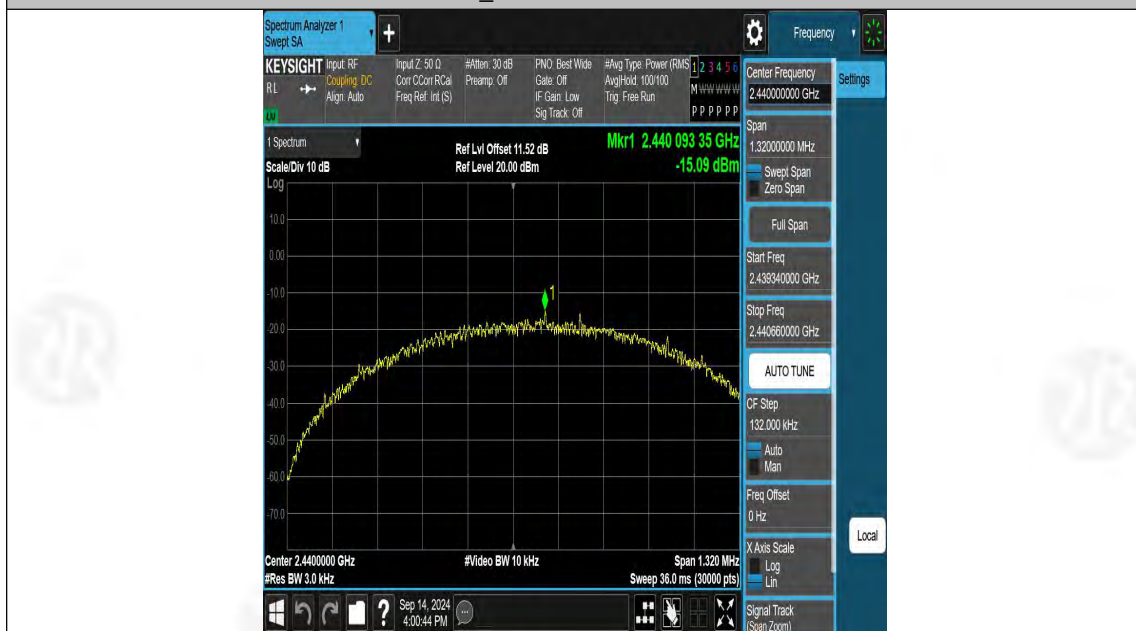 Spectrum Analyzer 1
Swept SA
+
Frequency
KEYSIGHT
RL
Input: RF
Coupling: DC
Align: Auto
Input Z: 50 Ω
Corr CCorr RCal
Freq Ref: Int (S)
#Atten: 30 dB
Preamp: Off
PNO: Best Wide
Gate: Off
IF Gain: Low
Sig Track: Off
#Avg Type: Power (RMS
Avg|Hold: 100/100
Trig: Free Run
1 2 3 4 5 6
M W W W W W
P P P P P P
Center Frequency
2.440000000 GHz
Settings
Span
1.32000000 MHz
Swept Span
Zero Span
Full Span
Start Freq
2.439340000 GHz
Stop Freq
2.440660000 GHz
AUTO TUNE
CF Step
132.000 kHz
Auto
Man
Freq Offset
0 Hz
X Axis Scale
Log
Lin
Signal Track
(Span Zoom)
Local
1 Spectrum
Scale/Div 10 dB
Log
Ref Lvl Offset 11.52 dB
Ref Level 20.00 dBm
Mkr1 2.440 093 35 GHz
-15.09 dBm
10.0
0.00
-10.0
-20.0
-30.0
-40.0
-50.0
-60.0
-70.0
1
Center 2.4400000 GHz
#Res BW 3.0 kHz
#Video BW 10 kHz
Span 1.320 MHz
Sweep 36.0 ms (30000 pts)
?
Sep 14, 2024
4:00:44 PM